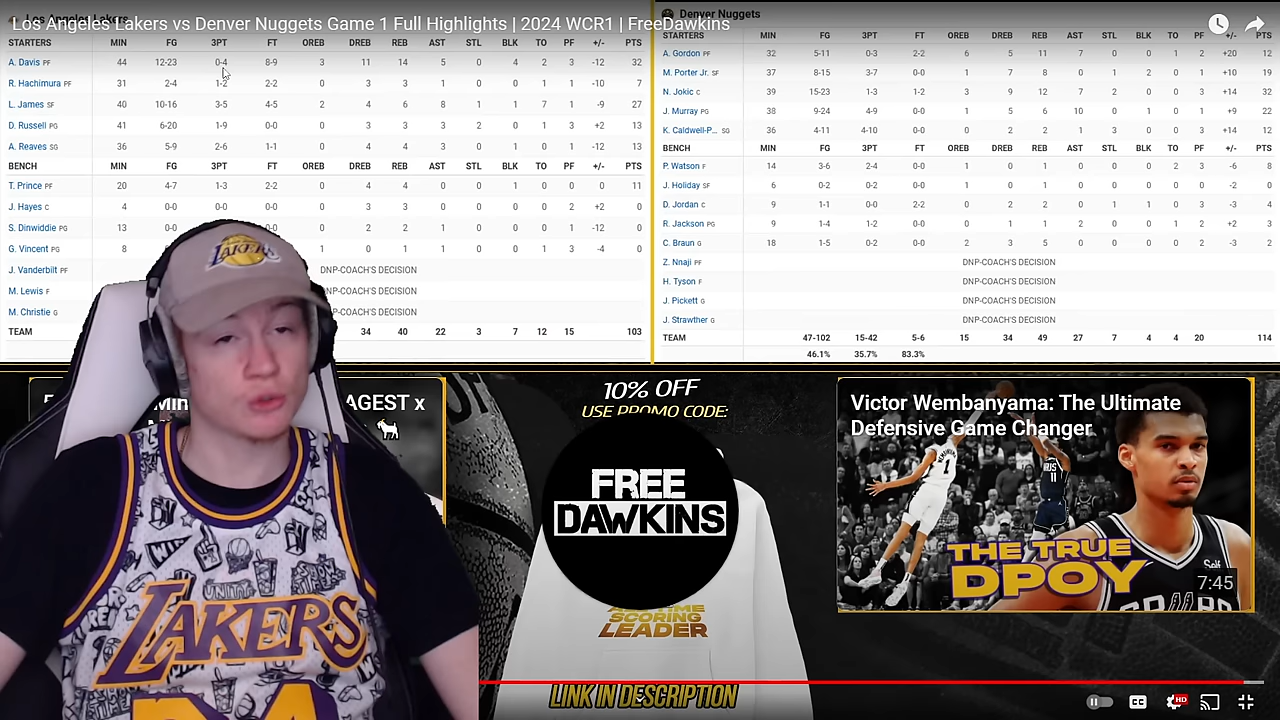 Los Angeles Lakers vs Denver Nuggets Game 1 Full Highlights | 2024 WCR1 | FreeDawkins
Los Angeles Lakers
STARTERS MIN FG 3PT FT OREB DREB REB AST STL BLK TO PF +/- PTS
A. Davis PF 44 12-23 0-4 8-9 3 11 14 5 0 4 2 3 -12 32
R. Hachimura PF 31 2-4 1-2 2-2 0 3 3 1 0 1 1 1 -10 7
L. James SF 40 10-16 3-5 4-5 2 4 6 8 1 1 7 1 -9 27
D. Russell PG 41 6-20 1-9 0-0 0 3 3 3 2 0 1 3 +2 13
A. Reaves SG 36 5-9 2-6 1-1 0 4 4 3 0 0 1 1 -12 13
BENCH MIN FG 3PT FT OREB DREB REB AST STL BLK TO PF +/- PTS
T. Prince PF 20 4-7 1-3 2-2 0 4 4 0 0 1 0 0 0 11
J. Hayes C 4 0-0 0-0 0-0 0 3 3 0 0 0 0 2 +2 0
S. Dinwiddie PG 13 0-0 0-0 0 2 2 1 0 0 0 1 -12 0
G. Vincent PG 8 1 0 1 1 0 0 1 3 -4 0
J. Vanderbilt PF DNP-COACH'S DECISION
M. Lewis F DNP-COACH'S DECISION
M. Christie G DNP-COACH'S DECISION
TEAM 34 40 22 3 7 12 15 103
Denver Nuggets
MIN FG 3PT FT OREB DREB REB AST STL BLK TO PF +/- PTS
STARTERS
A. Gordon PF 32 5-11 0-3 2-2 6 5 11 7 0 0 1 2 +20 12
M. Porter Jr. SF 37 8-15 3-7 0-0 1 7 8 0 1 2 0 1 +10 19
N. Jokic C 39 15-23 1-3 1-2 3 9 12 7 2 0 0 3 +14 32
J. Murray PG 38 9-24 4-9 0-0 1 5 6 10 0 1 0 1 +9 22
K. Caldwell-P... SG 36 4-11 4-10 0-0 0 2 2 1 3 0 0 3 +14 12
BENCH MIN FG 3PT FT OREB DREB REB AST STL BLK TO PF +/- PTS
P. Watson F 14 3-6 2-4 0-0 1 0 1 0 0 0 2 3 -6 8
J. Holiday SF 6 0-2 0-2 0-0 1 0 1 0 0 0 0 0 -2 0
D. Jordan C 9 1-1 0-0 2-2 0 2 2 0 1 1 0 3 -3 4
R. Jackson PG 9 1-4 1-2 0-0 0 1 1 2 0 0 1 2 +2 3
C. Braun G 18 1-5 0-2 0-0 2 3 5 0 0 0 0 2 -3 2
Z. Nnaji PF DNP-COACH'S DECISION
H. Tyson F DNP-COACH'S DECISION
J. Pickett G DNP-COACH'S DECISION
J. Strawther G DNP-COACH'S DECISION
TEAM 47-102 15-42 5-6 15 34 49 27 7 4 4 20 114
46.1% 35.7% 83.3%
AGEST x
10% OFF
USE PROMO CODE:
FREE
DAWKINS
ALL-TIME
SCORING
LEADER
LINK IN DESCRIPTION
Victor Wembanyama: The Ultimate
Defensive Game Changer
THE TRUE
DPOY
7:45
LAKERS
LAKERS
CC
HD